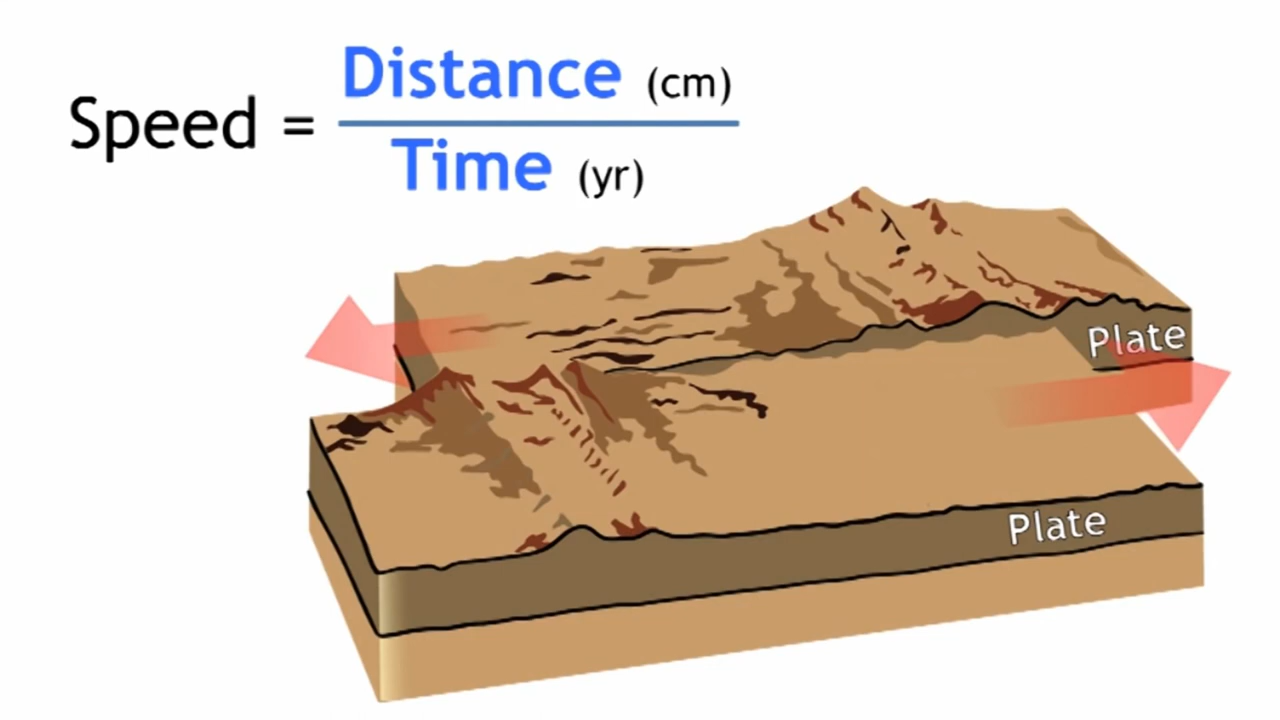 Distance (cm)
Speed =
Time (yr)
Plate
Plate